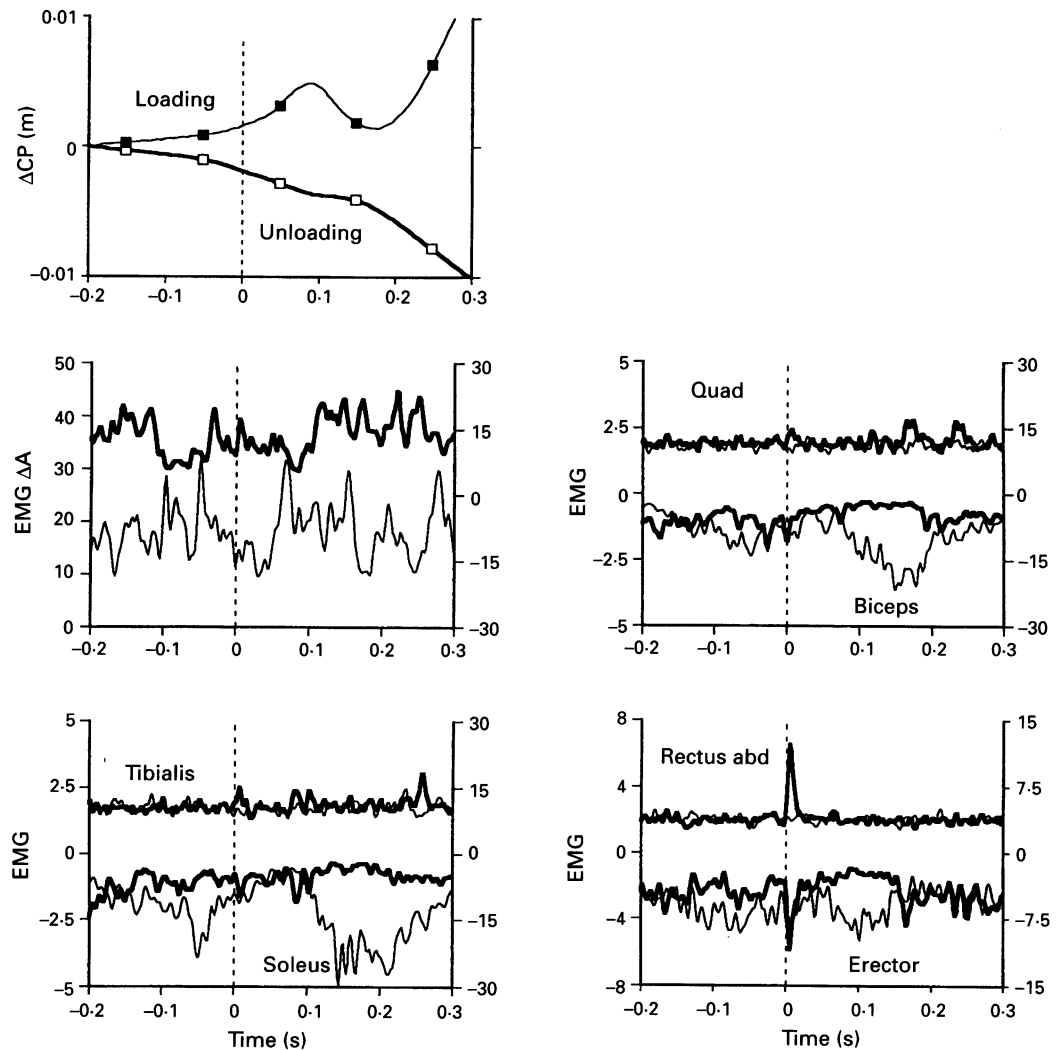 0·01
0
−0·01
ΔCP (m)
Loading
Unloading
−0·2 −0·1 0 0·1 0·2 0·3
50
40
30
20
10
0
EMG ΔA
30
15
0
−15
−30
−0·2 −0·1 0 0·1 0·2 0·3
5
2·5
0
−2·5
−5
EMG
Quad
Biceps
30
15
0
−15
−30
−0·2 −0·1 0 0·1 0·2 0·3
5
2·5
0
−2·5
−5
EMG
Tibialis
Soleus
30
15
0
−15
−30
−0·2 −0·1 0 0·1 0·2 0·3
Time (s)
8
4
0
−4
−8
EMG
Rectus abd
Erector
15
7·5
0
−7·5
−15
−0·2 −0·1 0 0·1 0·2 0·3
Time (s)